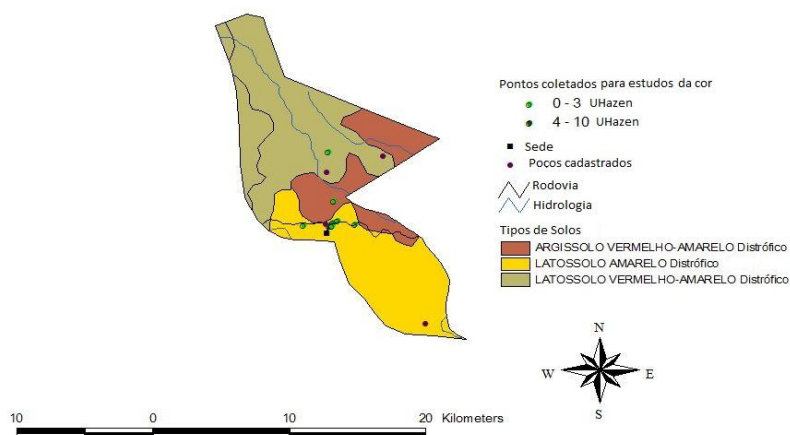 Pontos coletados para estudos da cor
0 - 3 UHazen
4 - 10 UHazen
Sede
Poços cadastrados
Rodovia
Hidrologia
Tipos de Solos
ARGISSOLO VERMELHO-AMARELO Distrófico
LATOSSOLO AMARELO Distrófico
LATOSSOLO VERMELHO-AMARELO Distrófico
N
W E
S
10 0 10 20 Kilometers